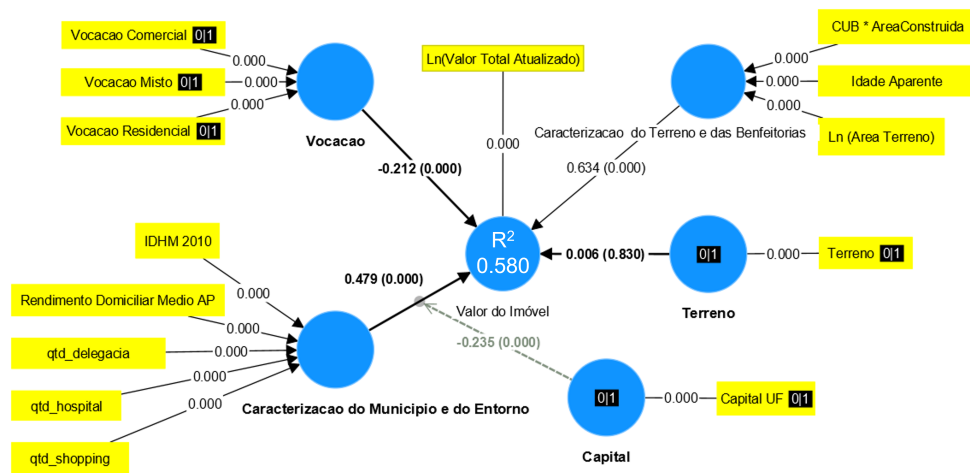 Vocacao Comercial 0|1
0.000
Vocacao Misto 0|1
0.000
Vocacao Residencial 0|1
0.000
Vocacao
Ln(Valor Total Atualizado)
0.000
CUB * AreaConstruida
0.000
Idade Aparente
0.000
Ln (Area Terreno)
0.000
Caracterizacao do Terreno e das Benfeitorias
-0.212 (0.000)
0.634 (0.000)
R²
0.580
Valor do Imóvel
0.006 (0.830)
0|1
Terreno
0.000
Terreno 0|1
IDHM 2010
0.000
Rendimento Domiciliar Medio AP
0.000
qtd_delegacia
0.000
qtd_hospital
0.000
qtd_shopping
0.000
Caracterizacao do Municipio e do Entorno
0.479 (0.000)
-0.235 (0.000)
0|1
Capital
0.000
Capital UF 0|1